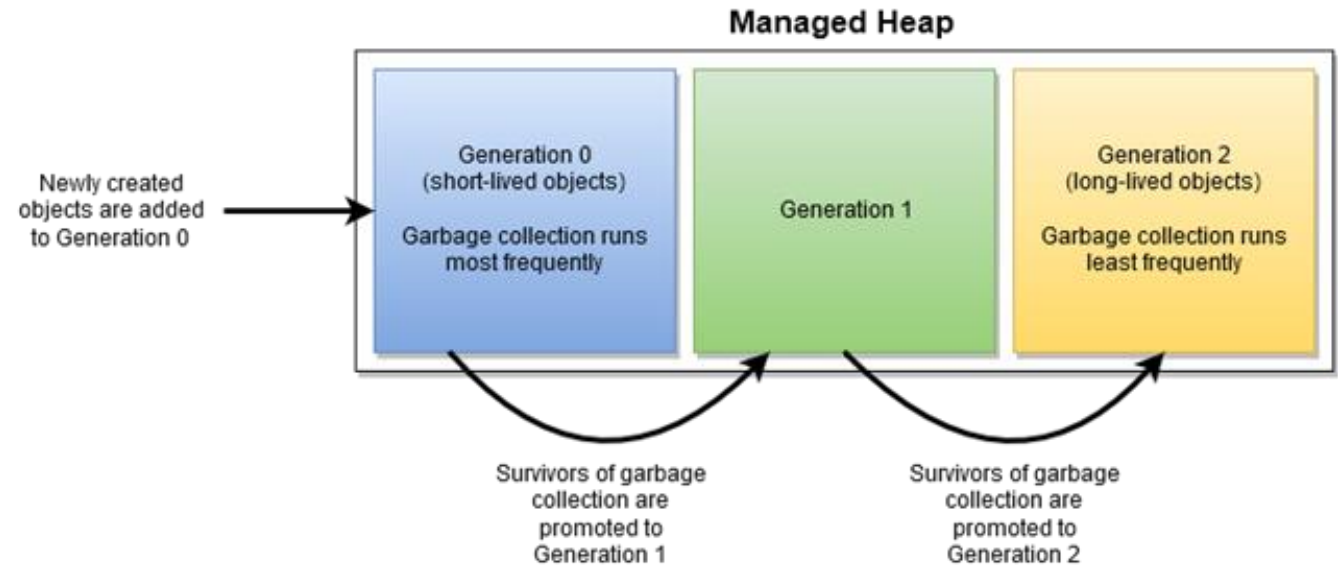 Managed Heap
Newly created
objects are added
to Generation 0
Generation 0
(short-lived objects)
Garbage collection runs
most frequently
Generation 1
Generation 2
(long-lived objects)
Garbage collection runs
least frequently
Survivors of garbage
collection are
promoted to
Generation 1
Survivors of garbage
collection are
promoted to
Generation 2